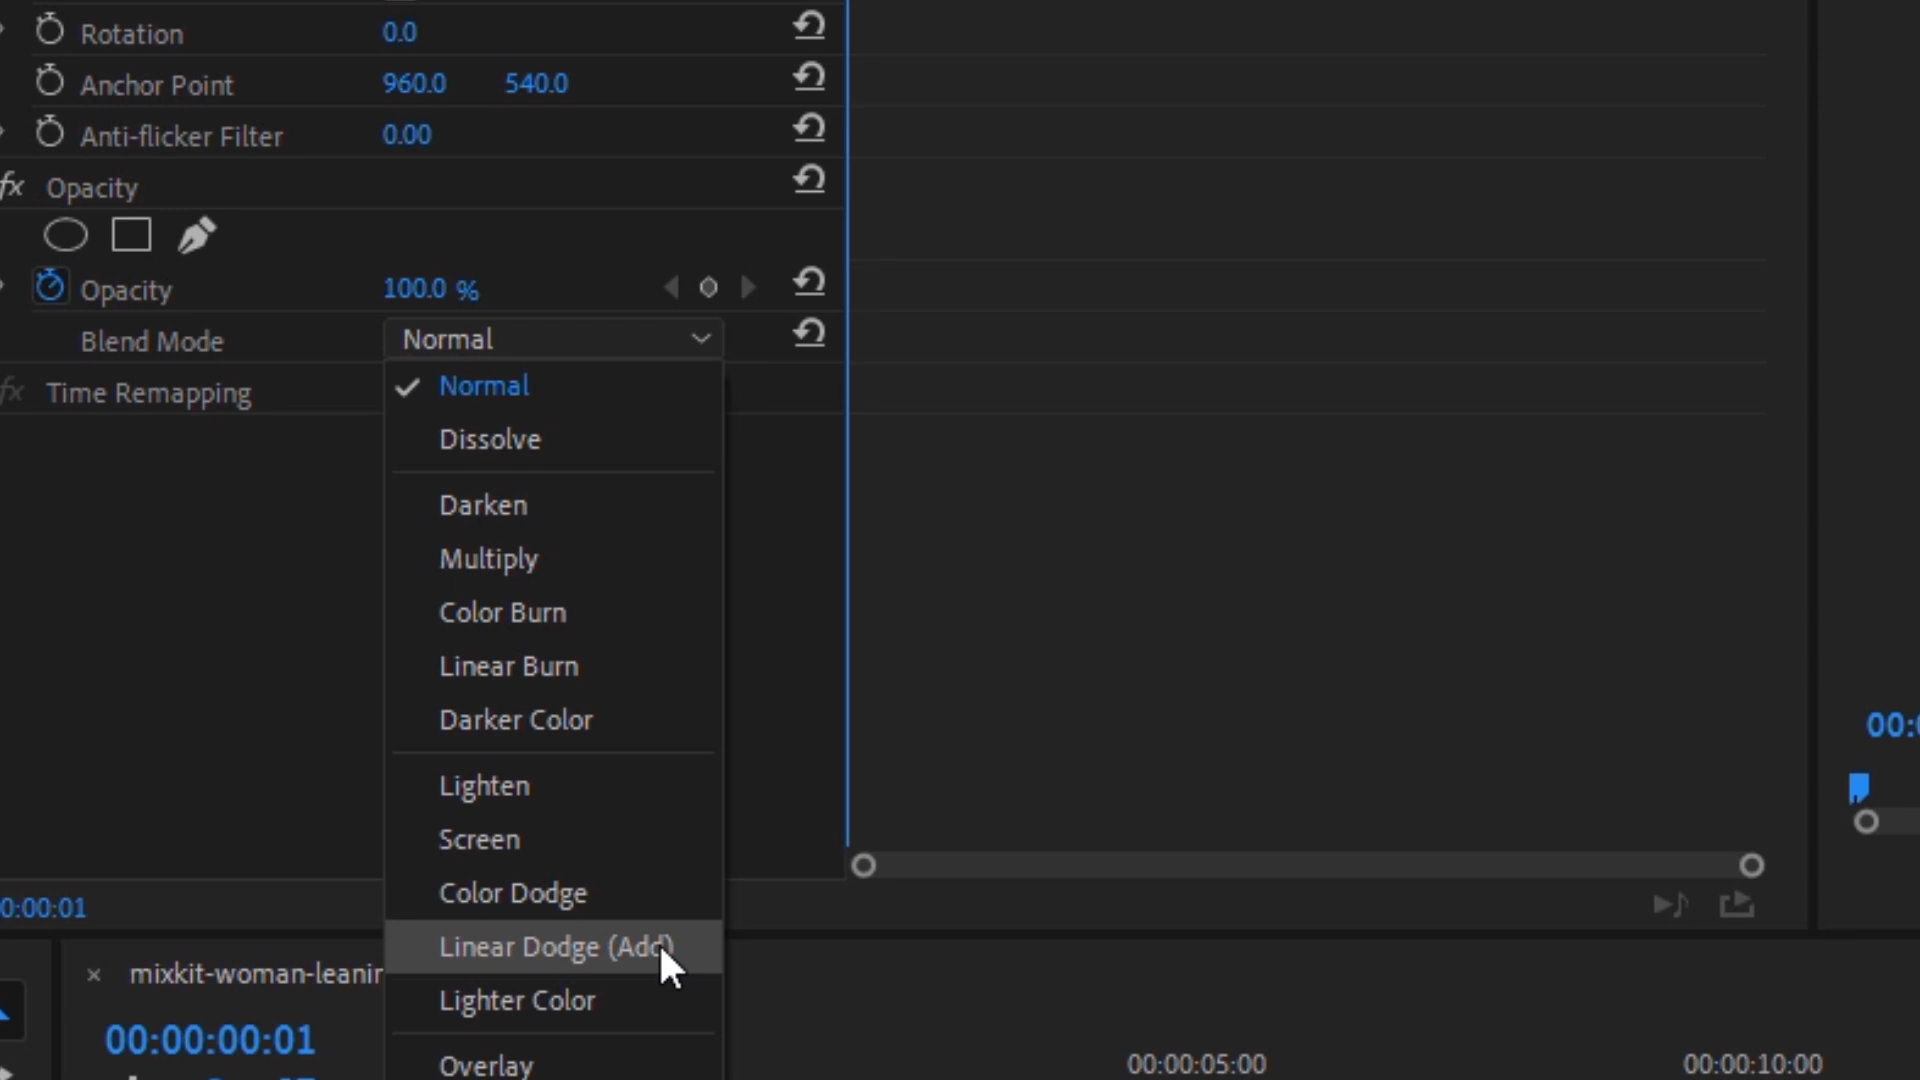 Rotation 0.0
Anchor Point 960.0 540.0
Anti-flicker Filter 0.00
fx Opacity
Opacity 100.0 %
Blend Mode Normal
fx Time Remapping
Normal
Dissolve
Darken
Multiply
Color Burn
Linear Burn
Darker Color
Lighten
Screen
Color Dodge
Linear Dodge (Add)
Lighter Color
Overlay
0:00:01
mixkit-woman-leanin
00:00:00:01
00:00:05:00 00:00:10:00